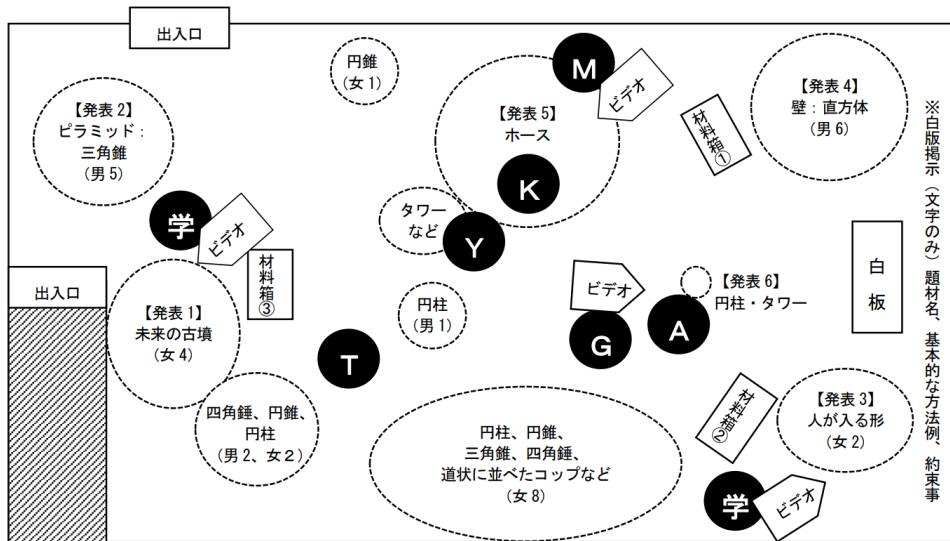 出入口
円錐
(女1)
M
ビデオ
【発表2】
ピラミッド:
三角錐
(男5)
【発表5】
ホース
K
材料箱①
【発表4】
壁:直方体
(男6)
※白版掲示(文字のみ)題材名、基本的な方法例、約束事
学
ビデオ
タワー
など
Y
材料箱③
出入口
【発表1】
未来の古墳
(女4)
円柱
(男1)
ビデオ
【発表6】
円柱・タワー
白
板
T
G
A
四角錘、円錐、
円柱
(男2、女2)
円柱、円錐、
三角錐、四角錘、
道状に並べたコップなど
(女8)
材料箱②
【発表3】
人が入る形
(女2)
学
ビデオ